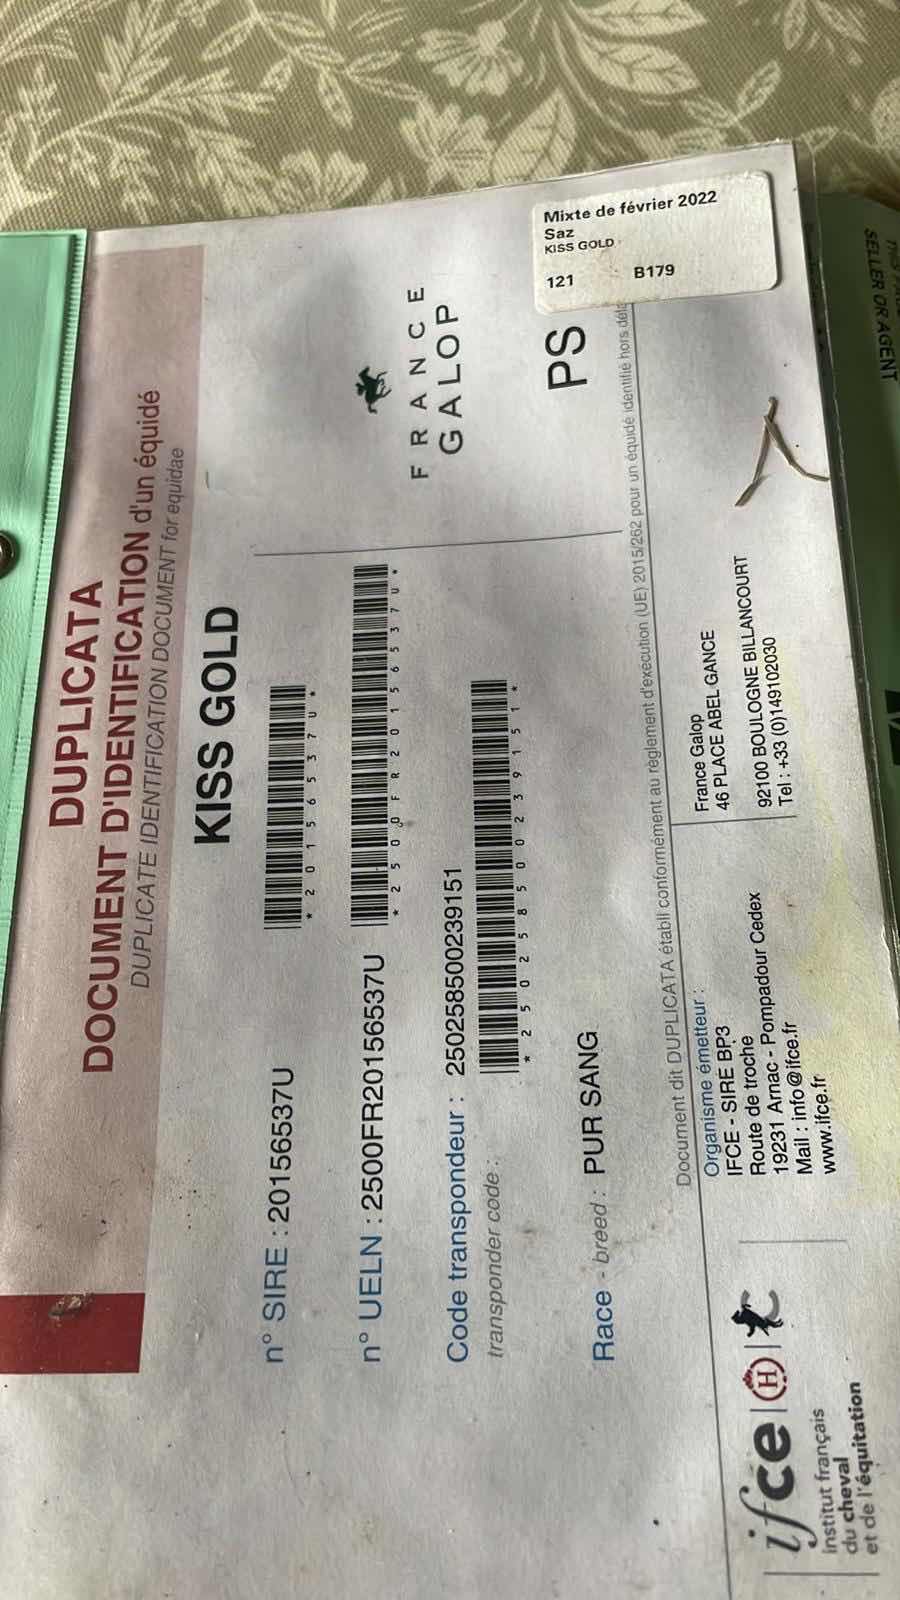 DUPLICATA
DOCUMENT D'IDENTIFICATION d'un équidé
DUPLICATE IDENTIFICATION DOCUMENT for equidae
KISS GOLD
n° SIRE : 20156537U
*20156537U*
n° UELN : 2500FR20156537U
*2500FR20156537U*
Code transpondeur : 250258500239151
transponder code :
*250258500239151*
Race - breed : PUR SANG
FRANCE
GALOP
PS
Mixte de février 2022
Saz
KISS GOLD
121 B179
Document dit DUPLICATA établi conformément au règlement d'exécution (UE) 2015/262 pour un équidé identifié hors
Organisme émetteur :
IFCE - SIRE BP3
Route de troche
19231 Arnac - Pompadour Cedex
Mail : info@ifce.fr
www.ifce.fr
France Galop
46 PLACE ABEL GANCE
92100 BOULOGNE BILLANCOURT
Tel : +33 (0)149102030
ifce
H
institut français
du cheval
et de l'équitation
SELLER OR AGENT